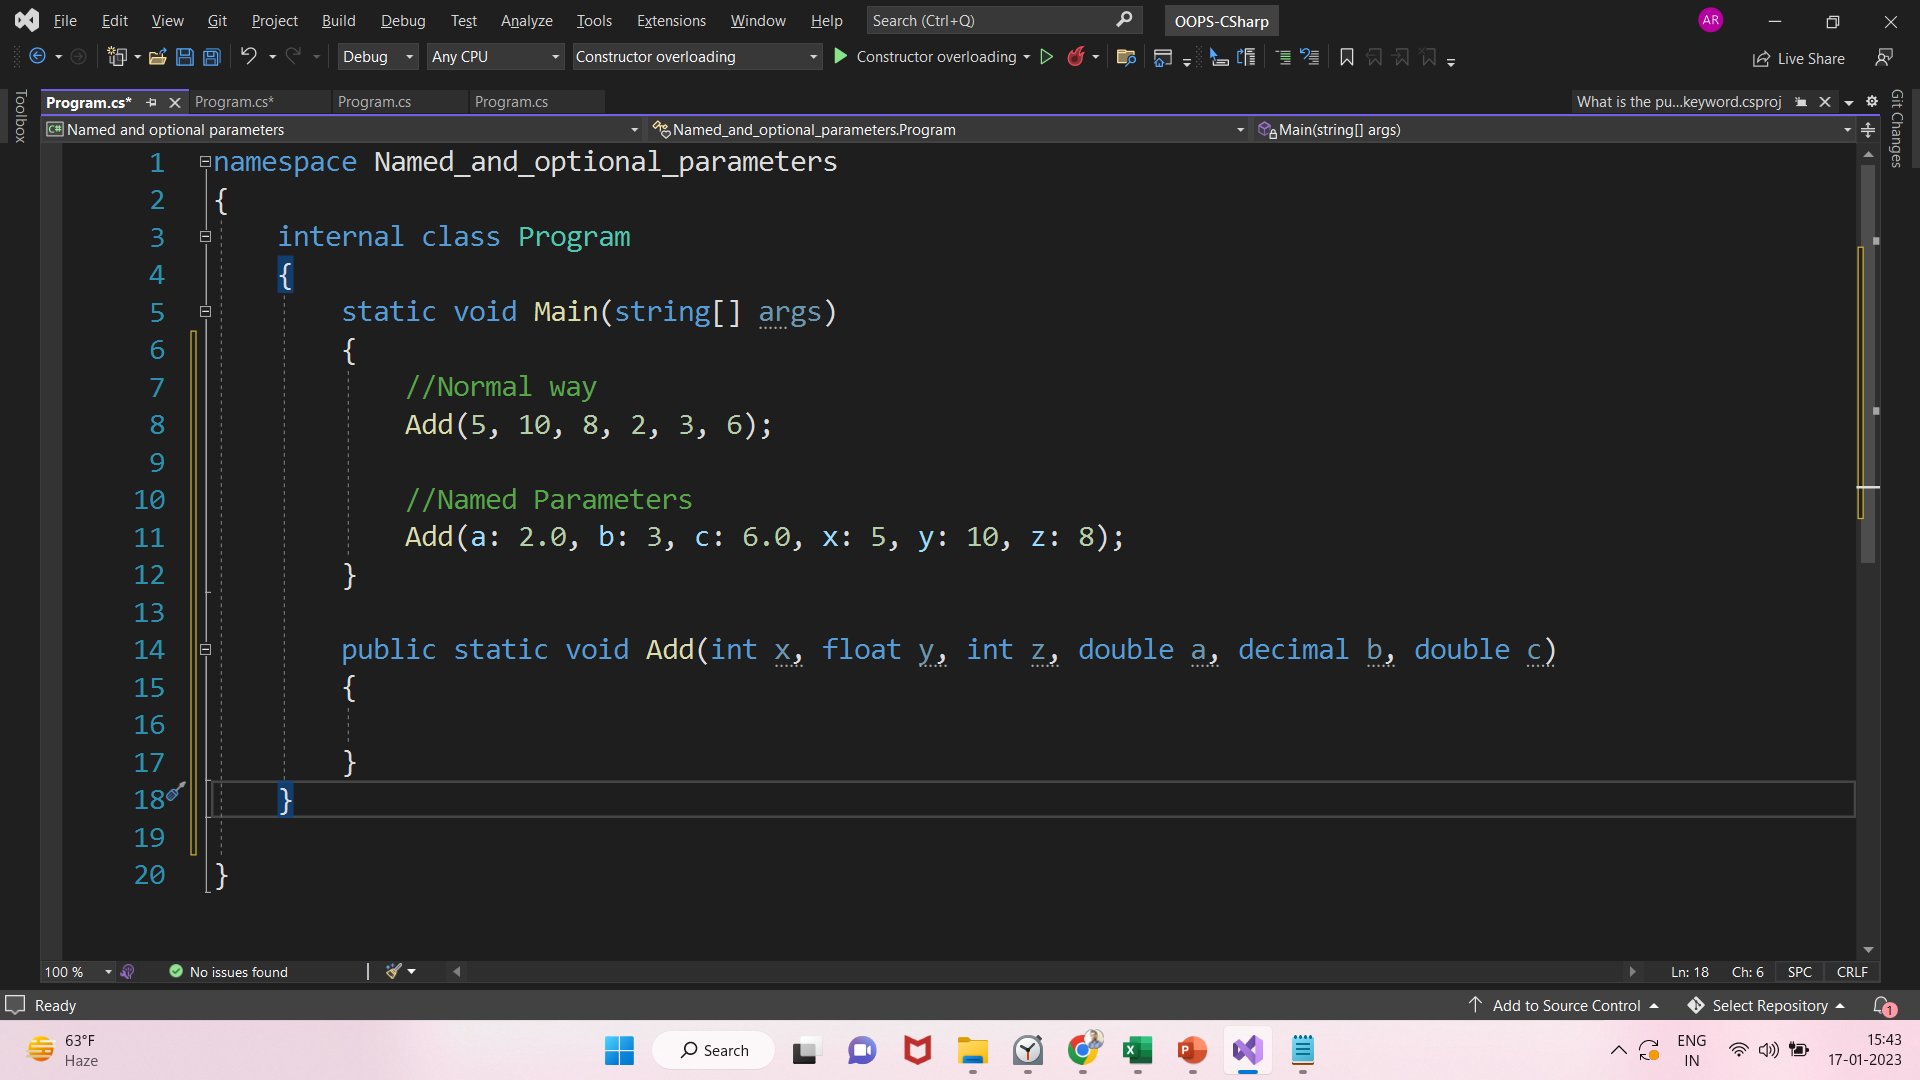 File Edit View Git Project Build Debug Test Analyze Tools Extensions Window Help Search (Ctrl+Q) OOPS-CSharp AR
Debug Any CPU Constructor overloading Constructor overloading Live Share
Toolbox
Program.cs* Program.cs* Program.cs Program.cs What is the pu...keyword.csproj
Git Changes
C# Named and optional parameters Named_and_optional_parameters.Program Main(string[] args)
1 namespace Named_and_optional_parameters
2 {
3 internal class Program
4 {
5 static void Main(string[] args)
6 {
7 //Normal way
8 Add(5, 10, 8, 2, 3, 6);
9
10 //Named Parameters
11 Add(a: 2.0, b: 3, c: 6.0, x: 5, y: 10, z: 8);
12 }
13
14 public static void Add(int x, float y, int z, double a, decimal b, double c)
15 {
16
17 }
18 }
19
20 }
100 % No issues found Ln: 18 Ch: 6 SPC CRLF
Ready Add to Source Control Select Repository 1
63°F
Haze
Search
ENG
IN
15:43
17-01-2023